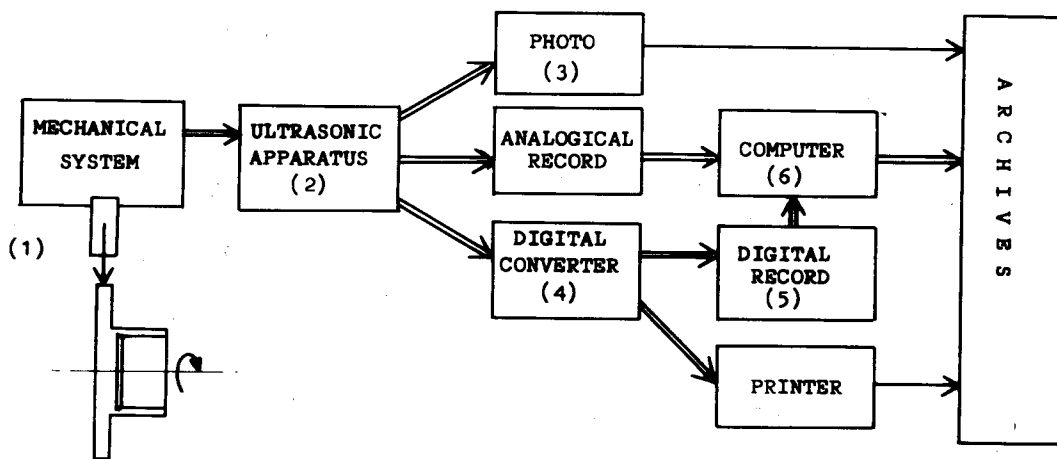 MECHANICAL
SYSTEM
(1)
ULTRASONIC
APPARATUS
(2)
PHOTO
(3)
ANALOGICAL
RECORD
DIGITAL
CONVERTER
(4)
COMPUTER
(6)
DIGITAL
RECORD
(5)
PRINTER
ARCHIVES